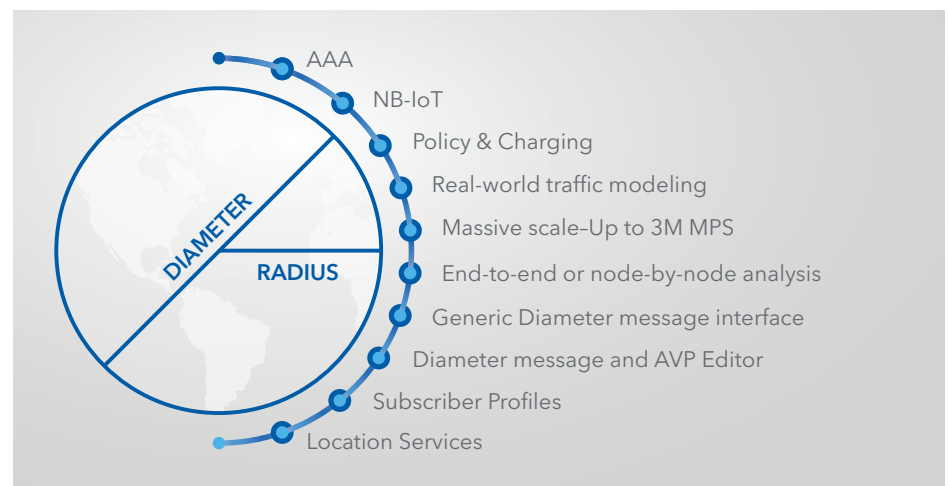 AAA
NB-IoT
Policy & Charging
Real-world traffic modeling
Massive scale–Up to 3M MPS
End-to-end or node-by-node analysis
Generic Diameter message interface
Diameter message and AVP Editor
Subscriber Profiles
Location Services
DIAMETER
RADIUS